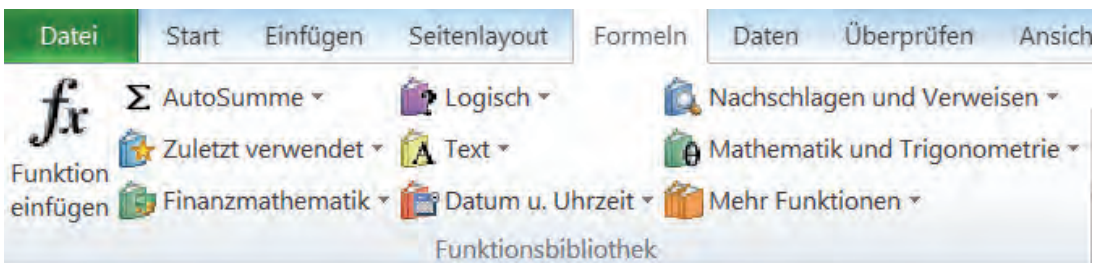 Datei Start Einfügen Seitenlayout Formeln Daten Überprüfen Ansich
fx Σ AutoSumme Logisch Nachschlagen und Verweisen
Zuletzt verwendet A Text θ Mathematik und Trigonometrie
Funktion
einfügen Finanzmathematik Datum u. Uhrzeit Mehr Funktionen
Funktionsbibliothek